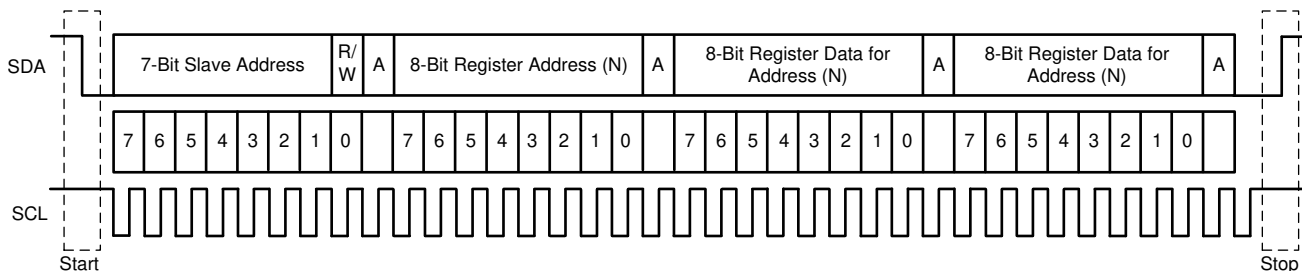 SDA
7-Bit Slave Address
R/
W
A
8-Bit Register Address (N)
A
8-Bit Register Data for
Address (N)
A
8-Bit Register Data for
Address (N)
A
7 6 5 4 3 2 1 0 7 6 5 4 3 2 1 0 7 6 5 4 3 2 1 0 7 6 5 4 3 2 1 0
SCL
Start
Stop